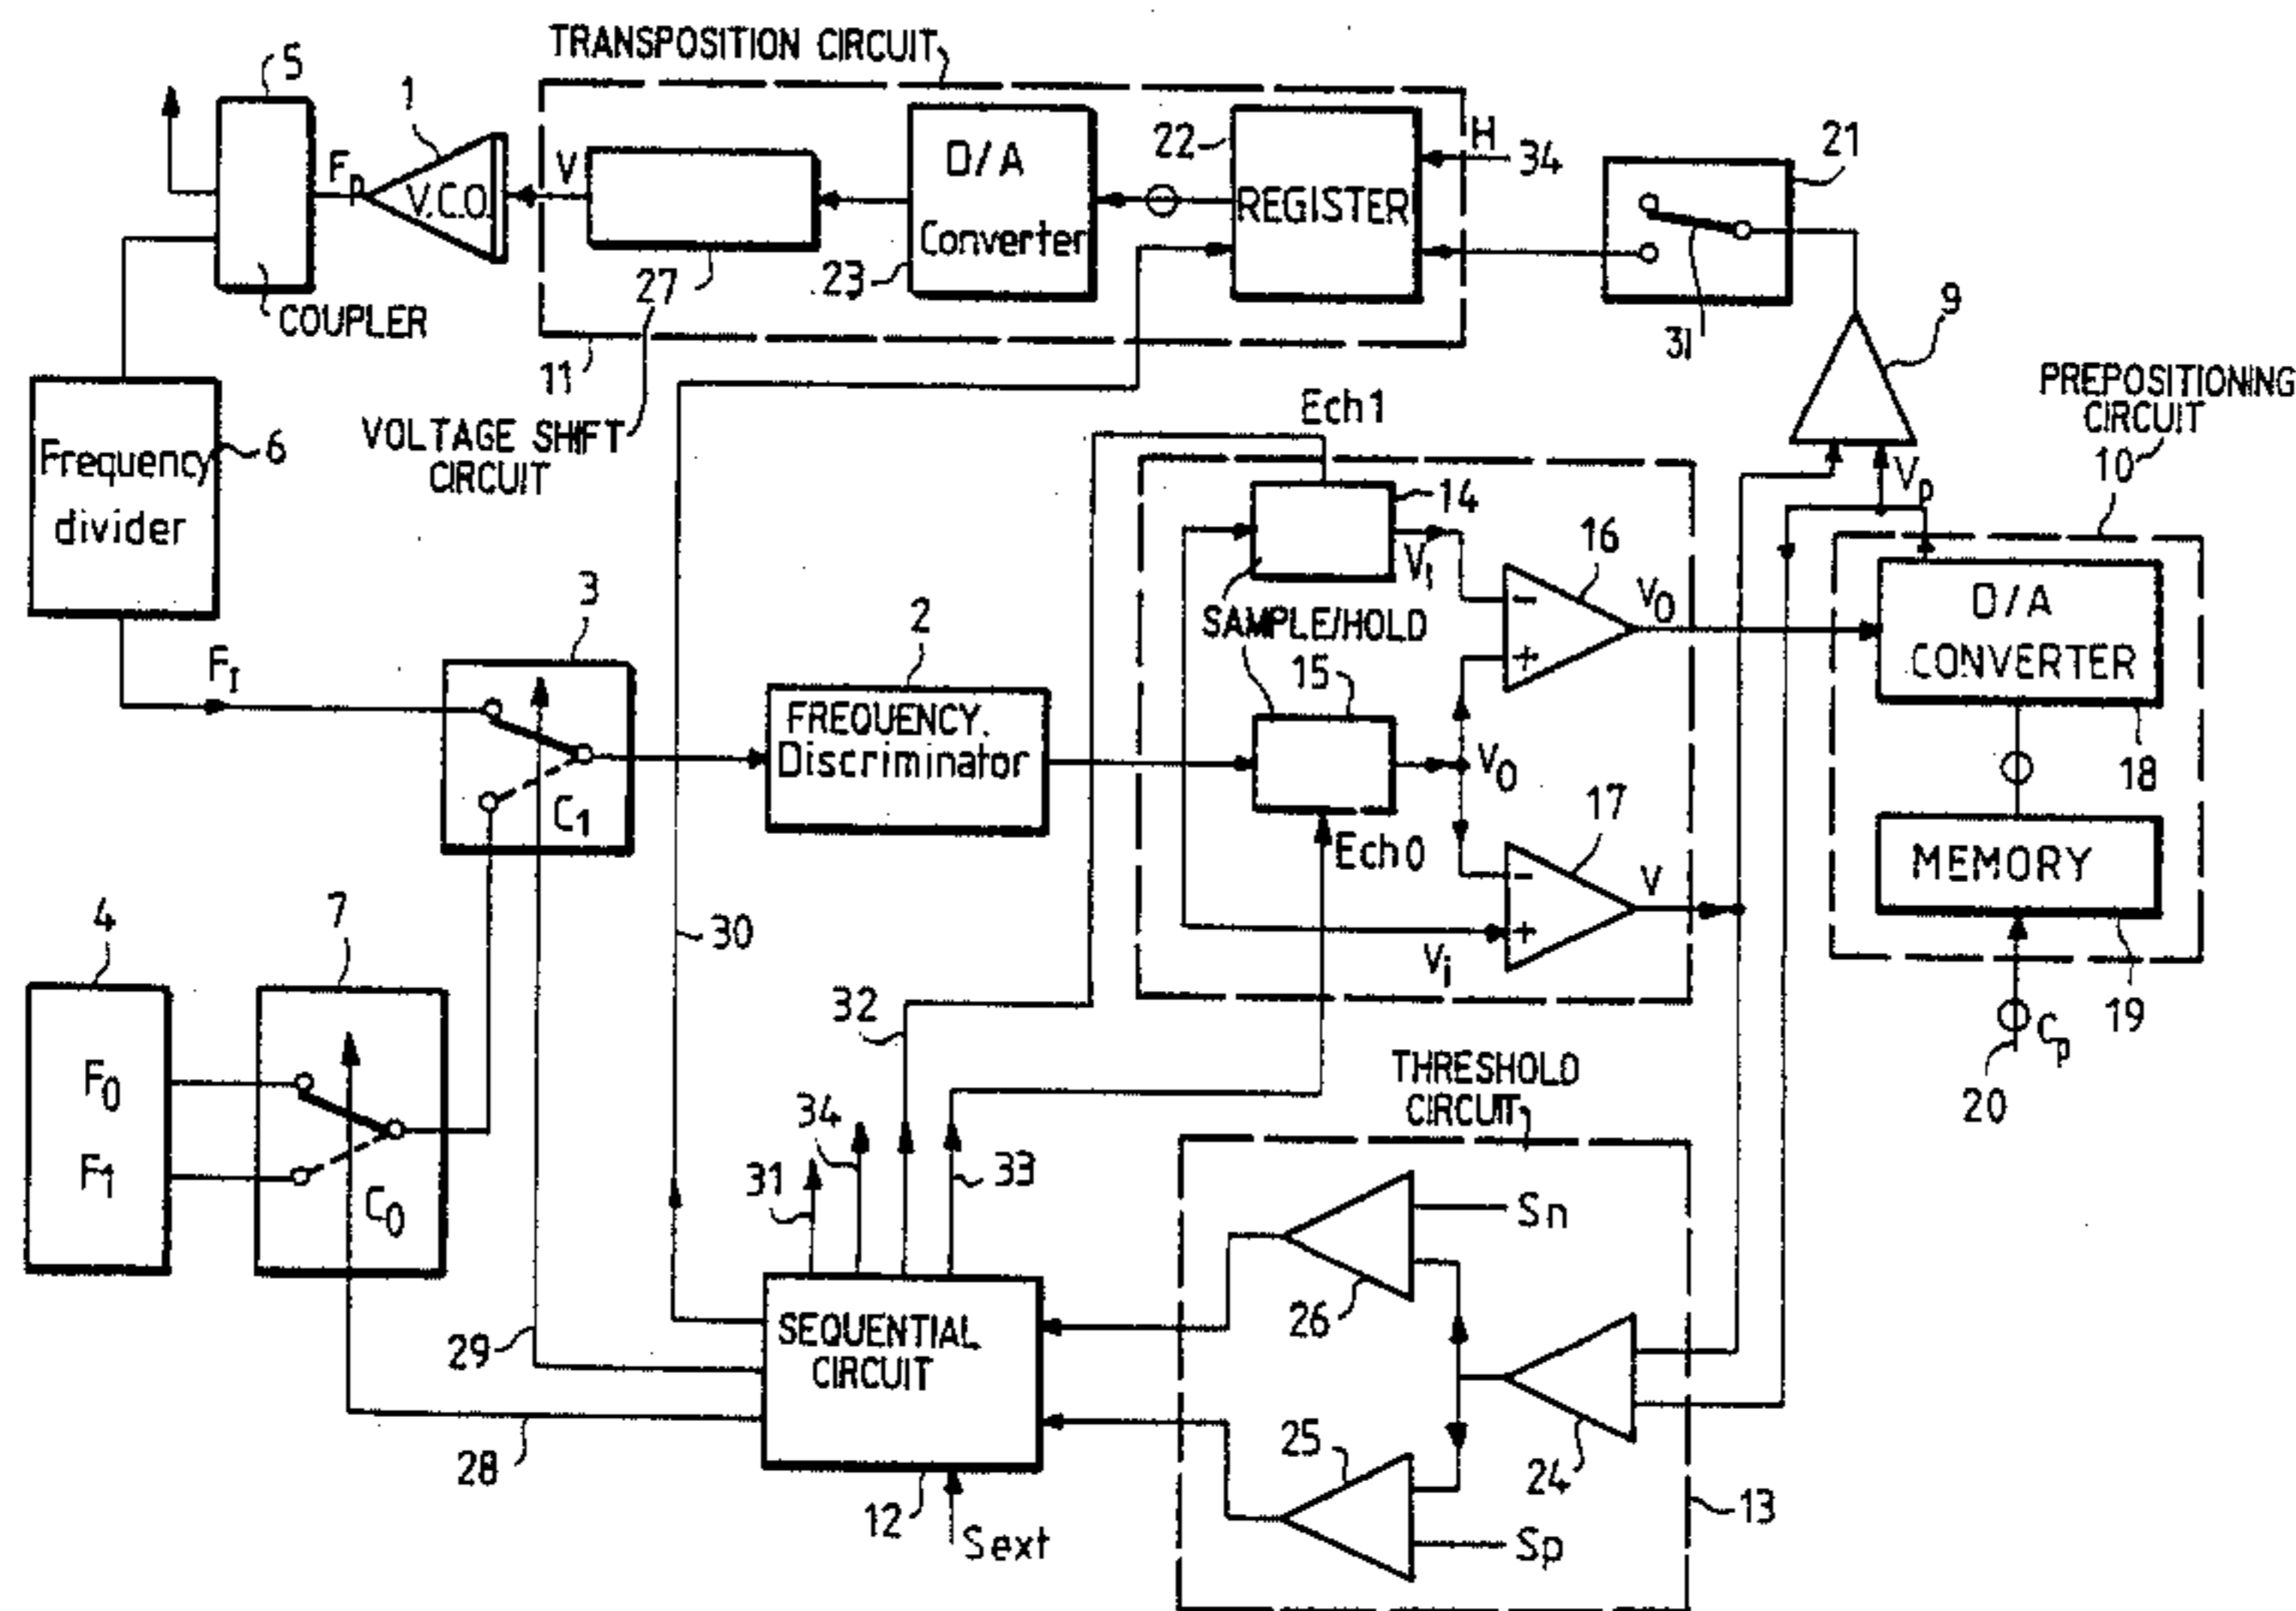 TRANSPOSITION CIRCUIT
5
1
Fp
V.C.O.
V
27
D/A
Converter
23
22
REGISTER
H
34
21
31
COUPLER
11
VOLTAGE SHIFT
CIRCUIT
9
PREPOSITIONING
CIRCUIT
10
Vp
Frequency
divider
6
Ech1
14
V1
SAMPLE/HOLD
15
16
V0
D/A
CONVERTER
18
F1
3
C1
2
FREQUENCY.
Discriminator
V0
Ech0
17
V
Vi
MEMORY
19
Cp
20
4
F0
F1
7
C0
30
32
31
34
33
THRESHOLD
CIRCUIT
Sn
26
SEQUENTIAL
CIRCUIT
29
28
12
Sext
25
Sp
24
13